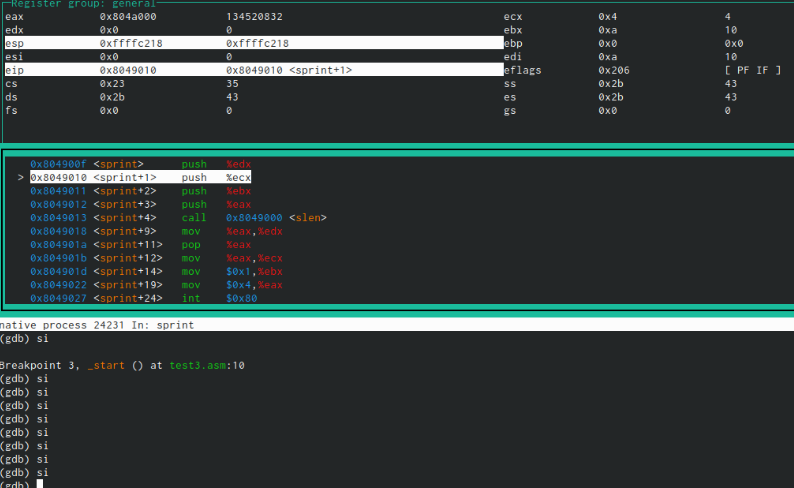 Register group: general
eax 0x804a000 134520832 ecx 0x4 4
edx 0x0 0 ebx 0xa 10
esp 0xffffc218 0xffffc218 ebp 0x0 0x0
esi 0x0 0 edi 0xa 10
eip 0x8049010 0x8049010 <sprint+1> eflags 0x206 [ PF IF ]
cs 0x23 35 ss 0x2b 43
ds 0x2b 43 es 0x2b 43
fs 0x0 0 gs 0x0 0
0x804900f <sprint> push %edx
> 0x8049010 <sprint+1> push %ecx
0x8049011 <sprint+2> push %ebx
0x8049012 <sprint+3> push %eax
0x8049013 <sprint+4> call 0x8049000 <slen>
0x8049018 <sprint+9> mov %eax,%edx
0x804901a <sprint+11> pop %eax
0x804901b <sprint+12> mov %eax,%ecx
0x804901d <sprint+14> mov $0x1,%ebx
0x8049022 <sprint+19> mov $0x4,%eax
0x8049027 <sprint+24> int $0x80
native process 24231 In: sprint
(gdb) si
Breakpoint 3, _start () at test3.asm:10
(gdb) si
(gdb) si
(gdb) si
(gdb) si
(gdb) si
(gdb) si
(gdb) si
(gdb) si
(gdb)